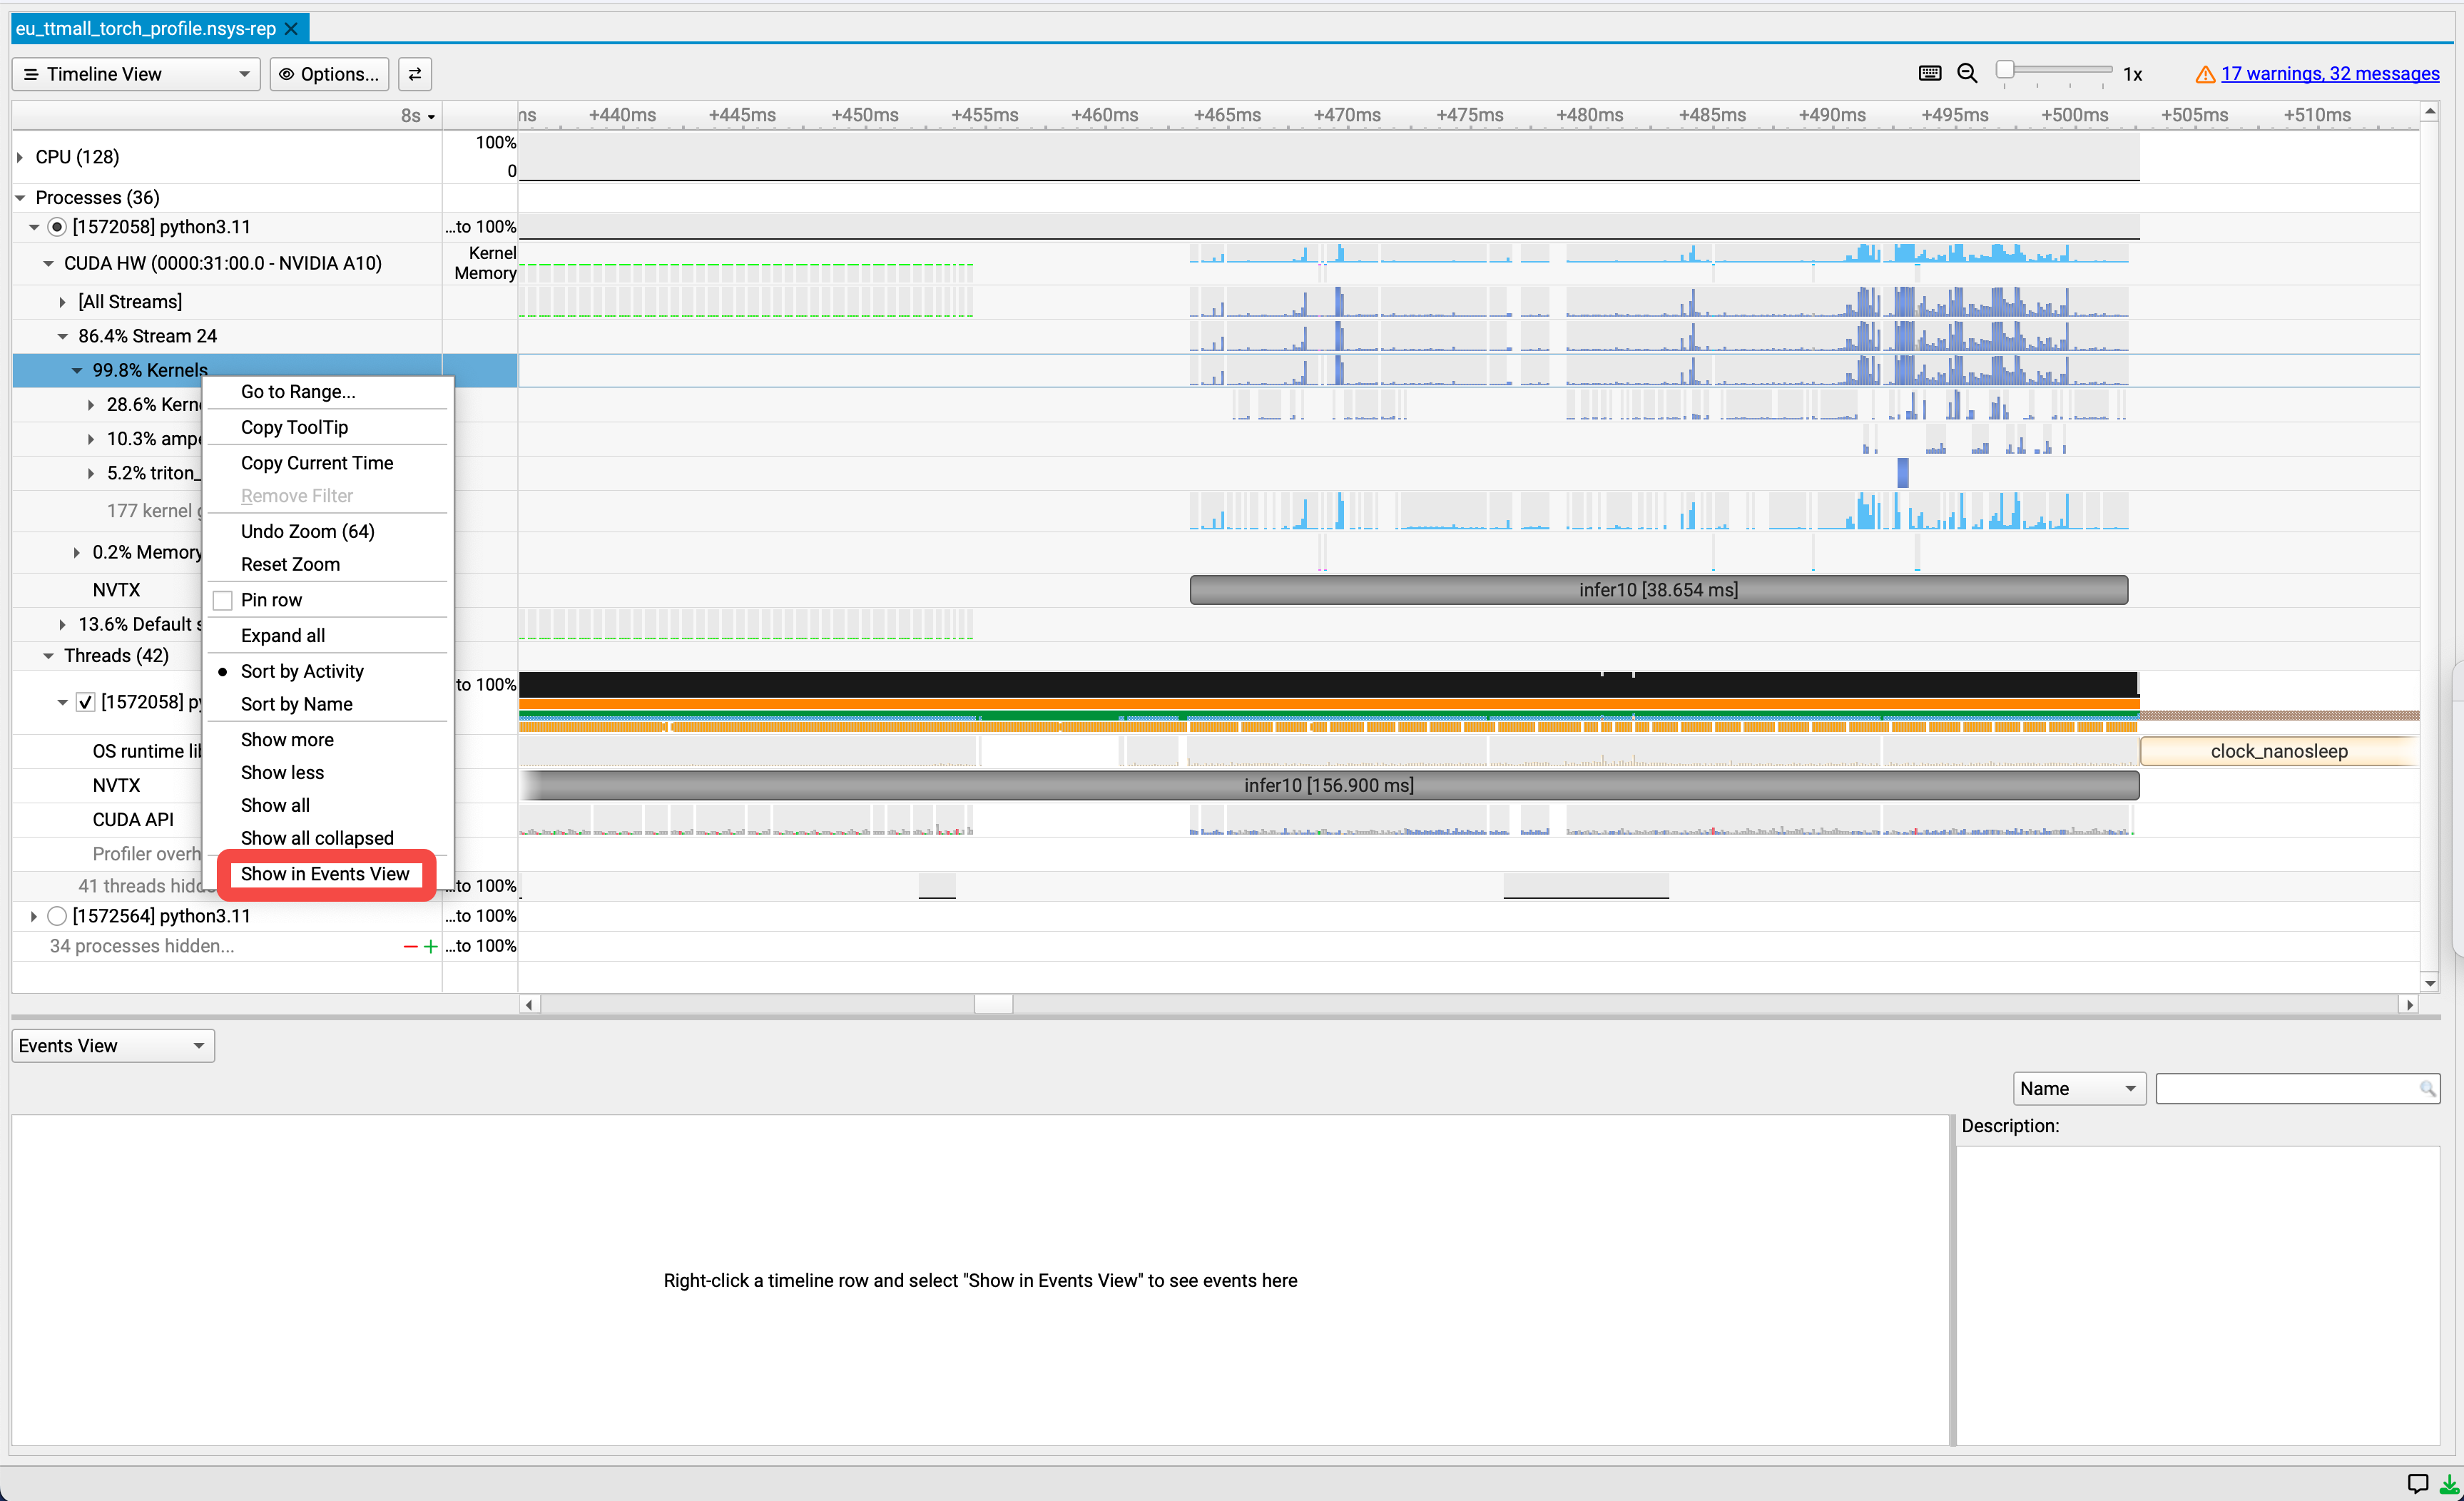 eu_ttmall_torch_profile.nsys-rep
Timeline View
Options...
1x
17 warnings, 32 messages
8s
ns
+440ms
+445ms
+450ms
+455ms
+460ms
+465ms
+470ms
+475ms
+480ms
+485ms
+490ms
+495ms
+500ms
+505ms
+510ms
CPU (128)
100%
0
Processes (36)
[1572058] python3.11
...to 100%
CUDA HW (0000:31:00.0 - NVIDIA A10)
Kernel
Memory
[All Streams]
86.4% Stream 24
99.8% Kernels
28.6% Kern
10.3% ampe
5.2% triton_
177 kernel g
0.2% Memory
NVTX
infer10 [38.654 ms]
13.6% Default s
Threads (42)
[1572058] py
to 100%
OS runtime lib
clock_nanosleep
NVTX
infer10 [156.900 ms]
CUDA API
Profiler overh
41 threads hidd
...to 100%
[1572564] python3.11
...to 100%
34 processes hidden...
...to 100%
Go to Range...
Copy ToolTip
Copy Current Time
Remove Filter
Undo Zoom (64)
Reset Zoom
Pin row
Expand all
Sort by Activity
Sort by Name
Show more
Show less
Show all
Show all collapsed
Show in Events View
Events View
Name
Description:
Right-click a timeline row and select "Show in Events View" to see events here